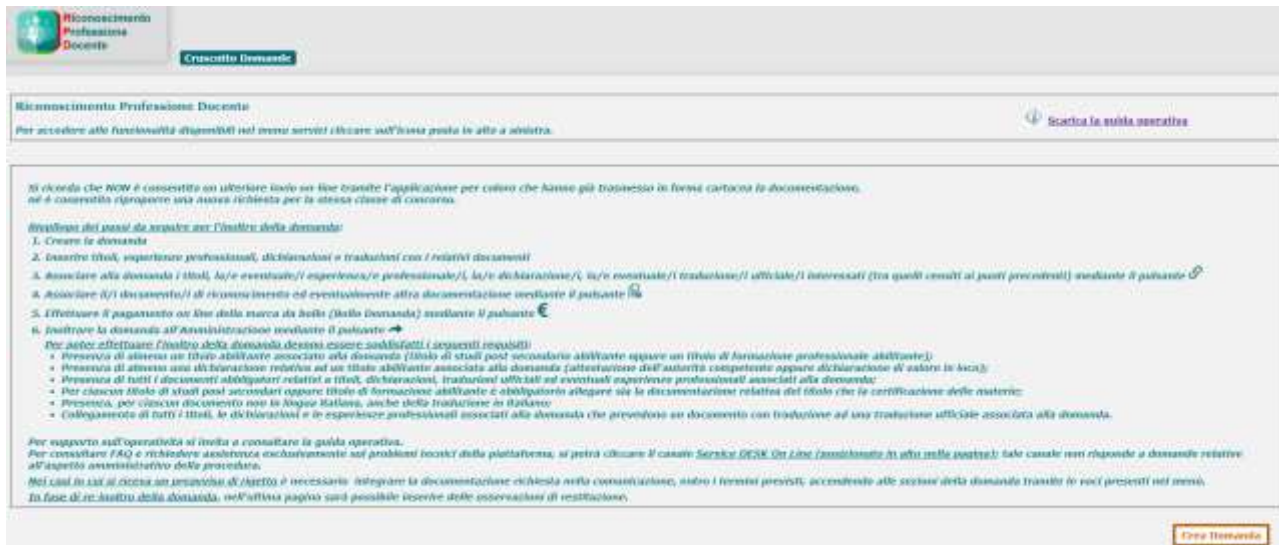 Riconoscimento
Professione
Docente
Cruscotto Domande
Riconoscimento Professione Docente
Per accedere alle funzionalità disponibili nel menu servizi cliccare sull'icona posta in alto a sinistra.
Scarica la guida operativa
Si ricorda che NON è consentito un ulteriore invio on line tramite l'applicazione per coloro che hanno già trasmesso in forma cartacea la documentazione,
né è consentito riproporre una nuova richiesta per la stessa classe di concorso.
Riepilogo dei passi da seguire per l'inoltro della domanda:
1. Creare la domanda
2. Inserire titoli, esperienze professionali, dichiarazioni e traduzioni con i relativi documenti
3. Associare alla domanda i titoli, la/e eventuale/i esperienza/e professionale/i, la/e dichiarazione/i, la/e eventuale/i traduzione/i ufficiale/i interessati (tra quelli censiti ai punti precedenti) mediante il pulsante
4. Associare il/i documento/i di riconoscimento ed eventualmente altra documentazione mediante il pulsante
5. Effettuare il pagamento on line della marca da bollo (Bollo Domanda) mediante il pulsante €
6. Inoltrare la domanda all'Amministrazione mediante il pulsante ➔
Per poter effettuare l'inoltro della domanda devono essere soddisfatti i seguenti requisiti:
• Presenza di almeno un titolo abilitante associato alla domanda (titolo di studi post secondario abilitante oppure un titolo di formazione professionale abilitante);
• Presenza di almeno una dichiarazione relativa ad un titolo abilitante associata alla domanda (attestazione dell'autorità competente oppure dichiarazione di valore in loco);
• Presenza di tutti i documenti obbligatori relativi a titoli, dichiarazioni, traduzioni ufficiali ed eventuali esperienze professionali associati alla domanda;
• Per ciascun titolo di studi post secondari oppure titolo di formazione abilitante è obbligatorio allegare sia la documentazione relativa del titolo che la certificazione delle materie;
• Presenza, per ciascun documento non in lingua italiana, anche della traduzione in italiano;
• Collegamento di tutti i titoli, le dichiarazioni e le esperienze professionali associati alla domanda che prevedono un documento con traduzione ad una traduzione ufficiale associata alla domanda.
Per supporto sull'operatività si invita a consultare la guida operativa.
Per consultare FAQ e richiedere assistenza esclusivamente sui problemi tecnici della piattaforma, si potrà cliccare il canale Service DESK On Line (posizionato in alto nella pagina); tale canale non risponde a domande relative
all'aspetto amministrativo della procedura.
Nei casi in cui si riceva un preavviso di rigetto è necessario integrare la documentazione richiesta nella comunicazione, entro i termini previsti, accedendo alle sezioni della domanda tramite le voci presenti nel menu.
In fase di re-inoltro della domanda, nell'ultima pagina sarà possibile inserire delle osservazioni di restituzione.
Crea Domanda